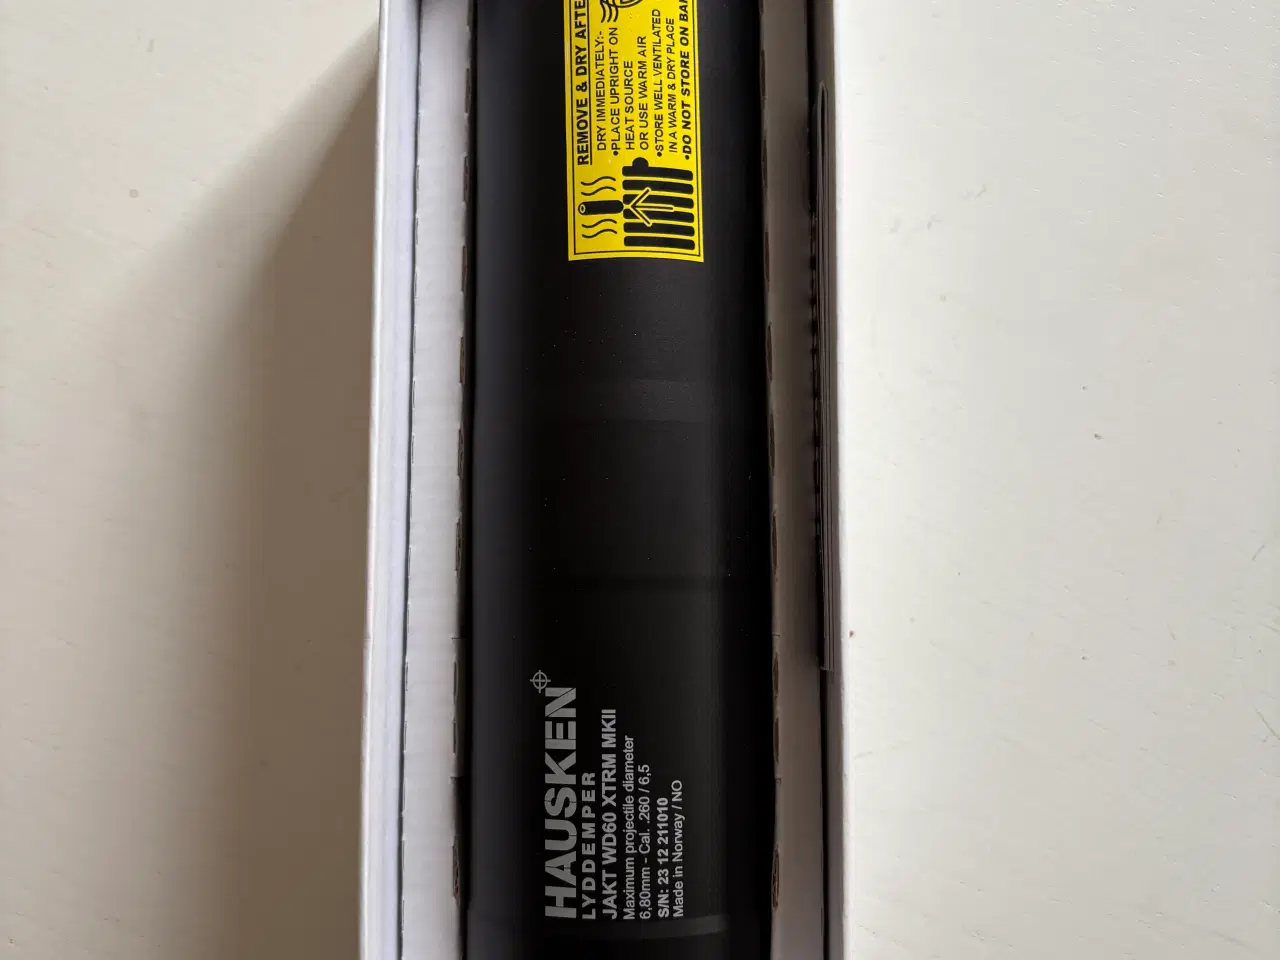 REMOVE & DRY AFTE
DRY IMMEDIATELY:-
•PLACE UPRIGHT ON
HEAT SOURCE
OR USE WARM AIR
•STORE WELL VENTILATED
IN A WARM & DRY PLACE
•DO NOT STORE ON BAR
HAUSKEN
LYDDEMPER
JAKT WD60 XTRM MKII
Maximum projectile diameter
6,80mm - Cal. .260 / 6,5
S/N: 23 12 211010
Made in Norway / NO